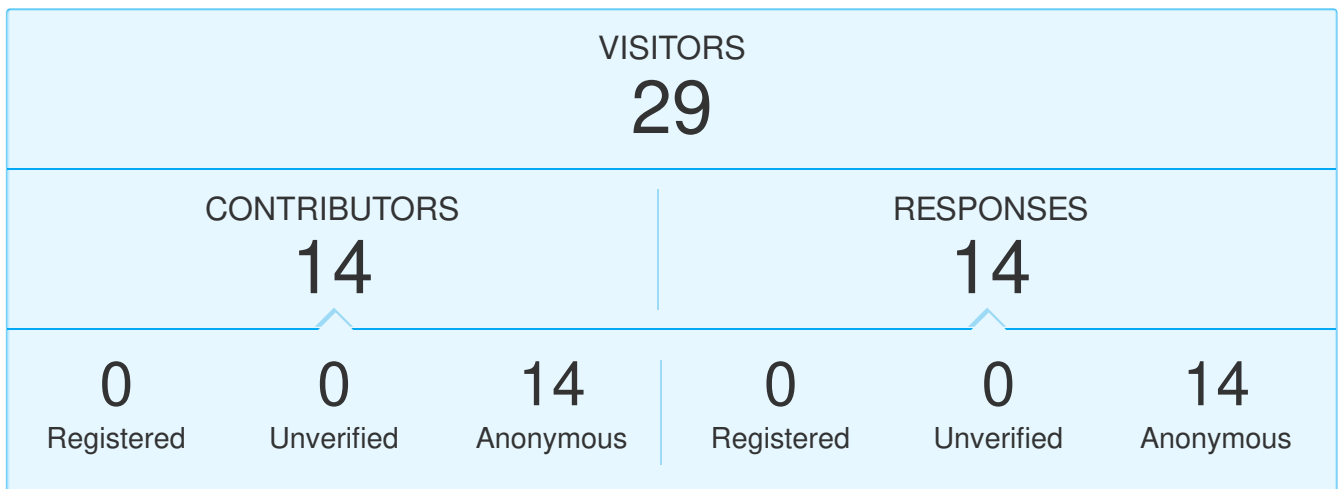 VISITORS
29
CONTRIBUTORS
14
RESPONSES
14
0
Registered
0
Unverified
14
Anonymous
0
Registered
0
Unverified
14
Anonymous